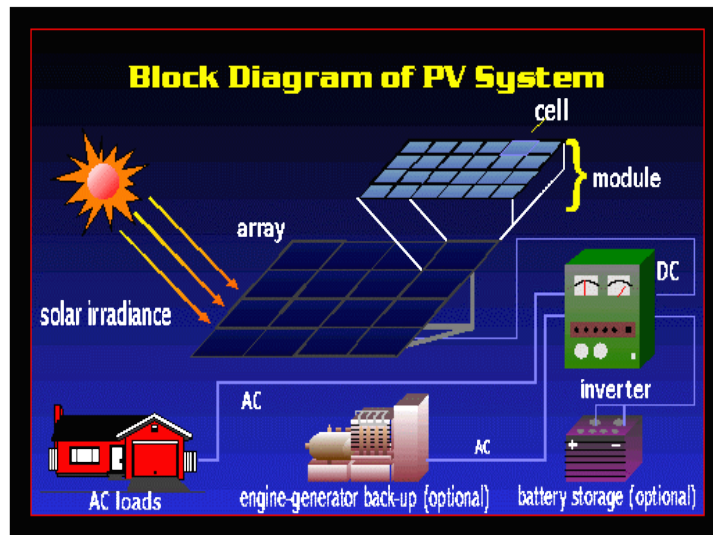 Block Diagram of PV System
cell
module
array
DC
solar irradiance
inverter
AC
AC
+ -
AC loads
engine-generator back-up (optional)
battery storage (optional)